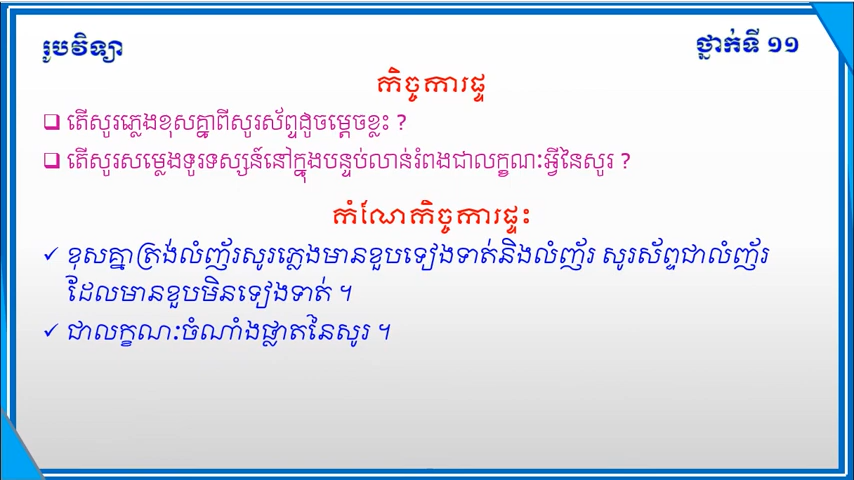 រូបវិទ្យា
ថ្នាក់ទី ១១
កិច្ចការផ្ទ
តើសូរភ្លេងខុសគ្នាពីសូរស័ព្ទដូចម្ដេចខ្លះ ?
តើសូរសម្លេងទូរទស្សន៍នៅក្នុងបន្ទប់លាន់រំពងជាលក្ខណៈអ្វីនៃសូរ ?
កំណែកិច្ចការផ្ទះ
ខុសគ្នាត្រង់លំញ័រសូរភ្លេងមានខួបទៀងទាត់និងលំញ័រ សូរស័ព្ទជាលំញ័រ
ដែលមានខួបមិនទៀងទាត់ ។
ជាលក្ខណៈចំណាំងផ្លាតនៃសូរ ។